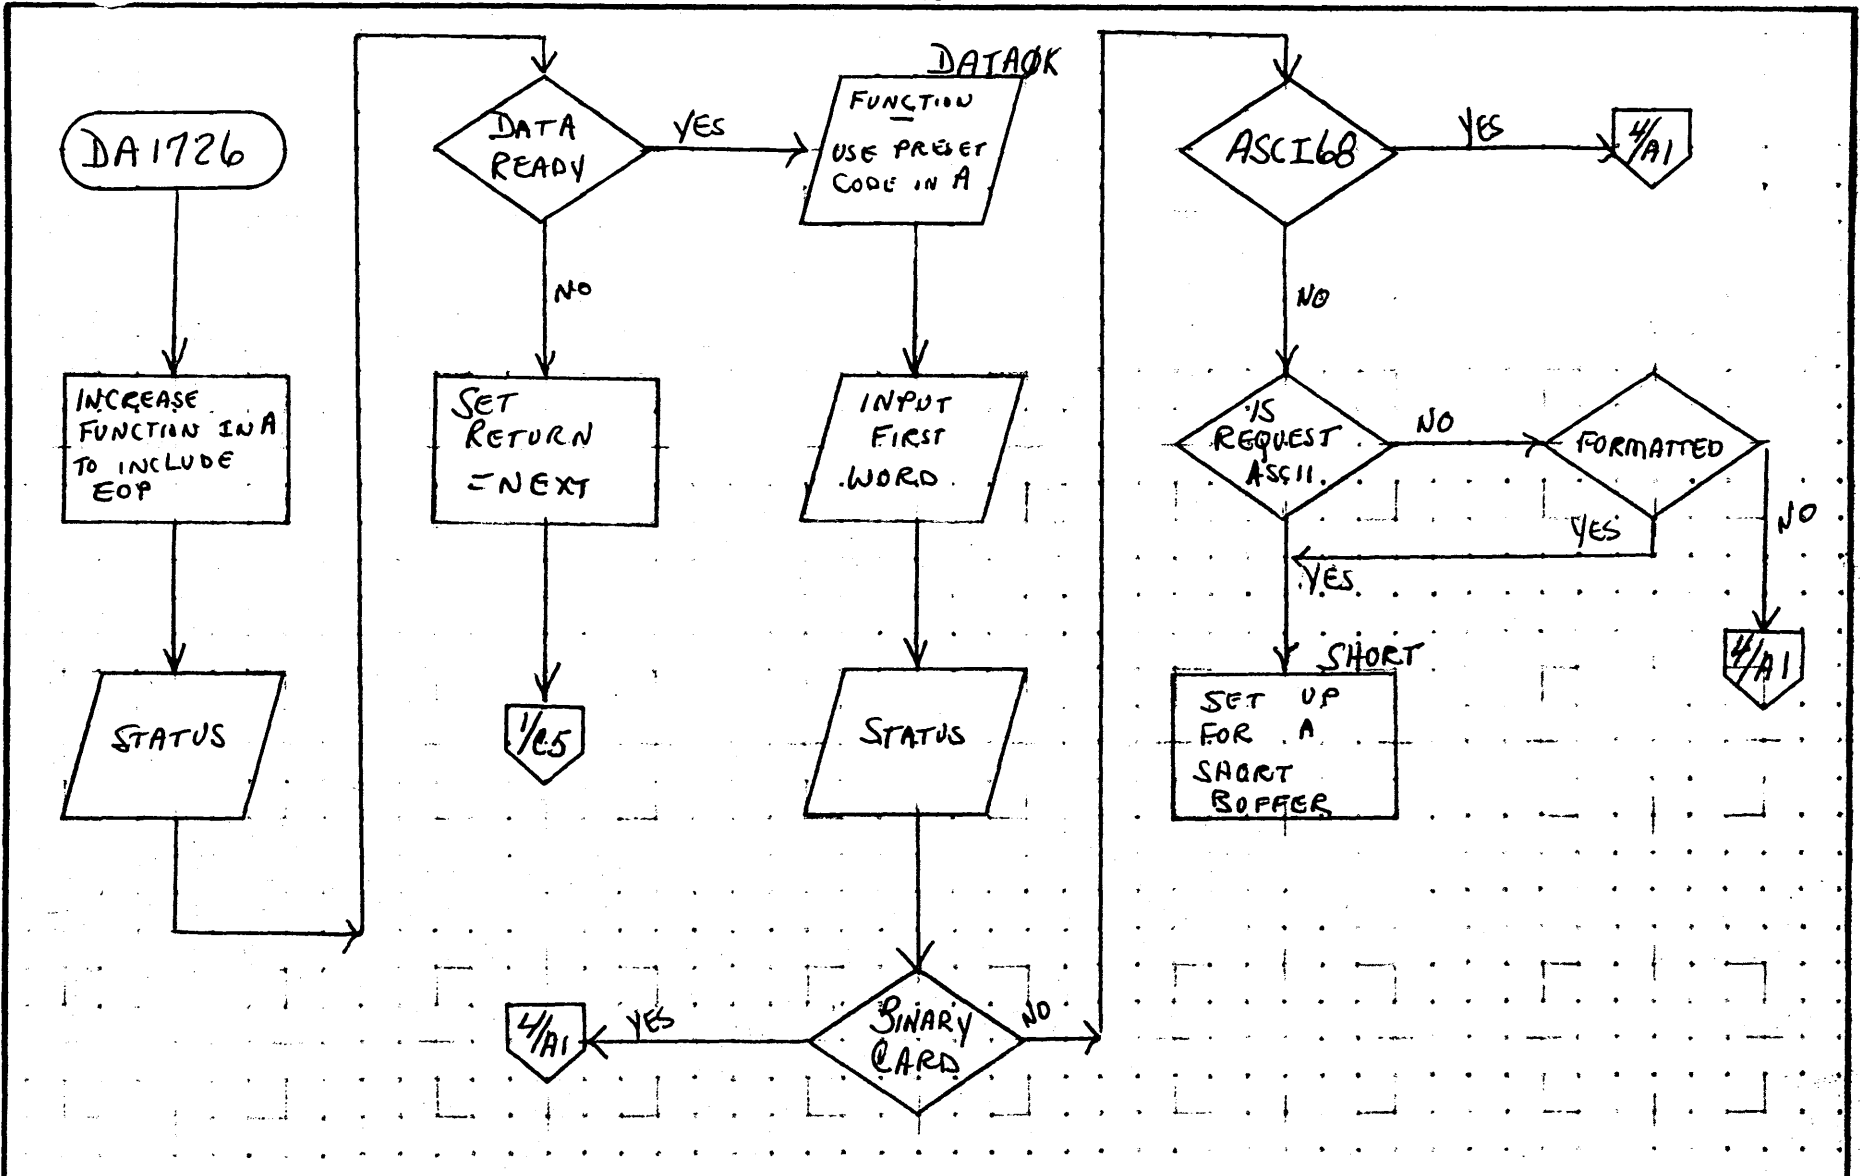 DA1726
INCREASE
FUNCTION IN A
TO INCLUDE
EOP
STATUS
DATA
READY
YES
NO
SET
RETURN
=NEXT
1/C5
DATAØK
FUNCTION
USE PRESET
CODE IN A
INPUT
FIRST
WORD
STATUS
BINARY
CARD
YES
4/A1
NO
ASCI68
YES
4/A1
NO
IS
REQUEST
ASCII
NO
FORMATTED
YES
NO
YES
4/A1
SHORT
SET UP
FOR A
SHORT
BUFFER